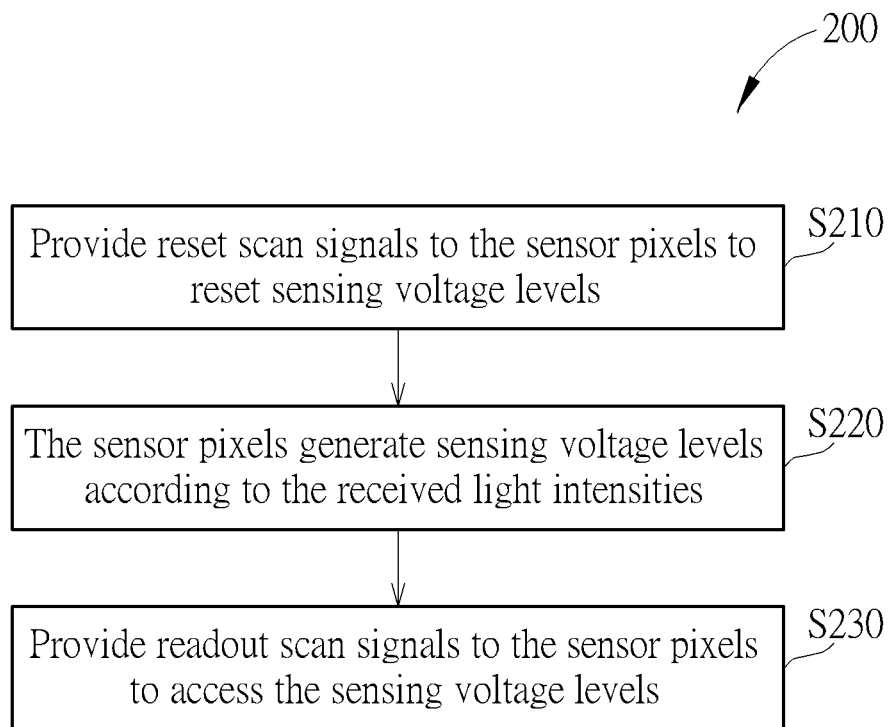 200
Provide reset scan signals to the sensor pixels to
reset sensing voltage levels
S210
The sensor pixels generate sensing voltage levels
according to the received light intensities
S220
Provide readout scan signals to the sensor pixels
to access the sensing voltage levels
S230